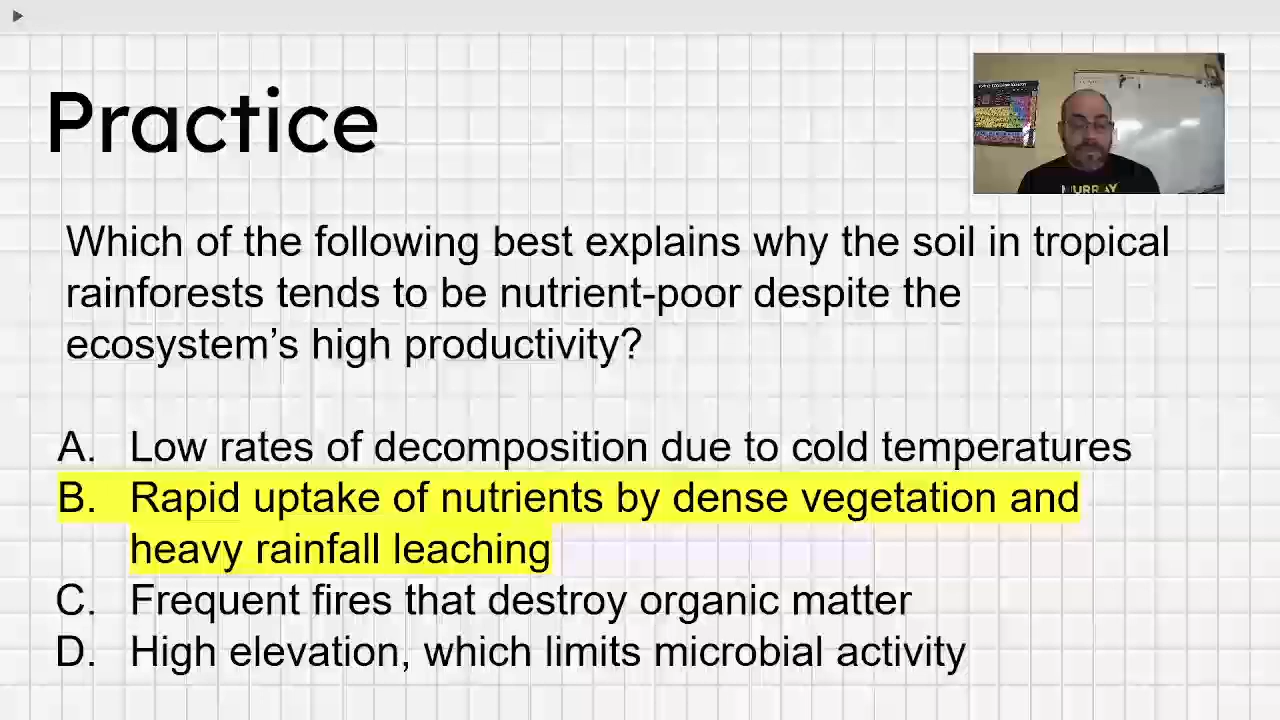 Practice
MURRAY
Which of the following best explains why the soil in tropical
rainforests tends to be nutrient-poor despite the
ecosystem’s high productivity?
A. Low rates of decomposition due to cold temperatures
B. Rapid uptake of nutrients by dense vegetation and
heavy rainfall leaching
C. Frequent fires that destroy organic matter
D. High elevation, which limits microbial activity